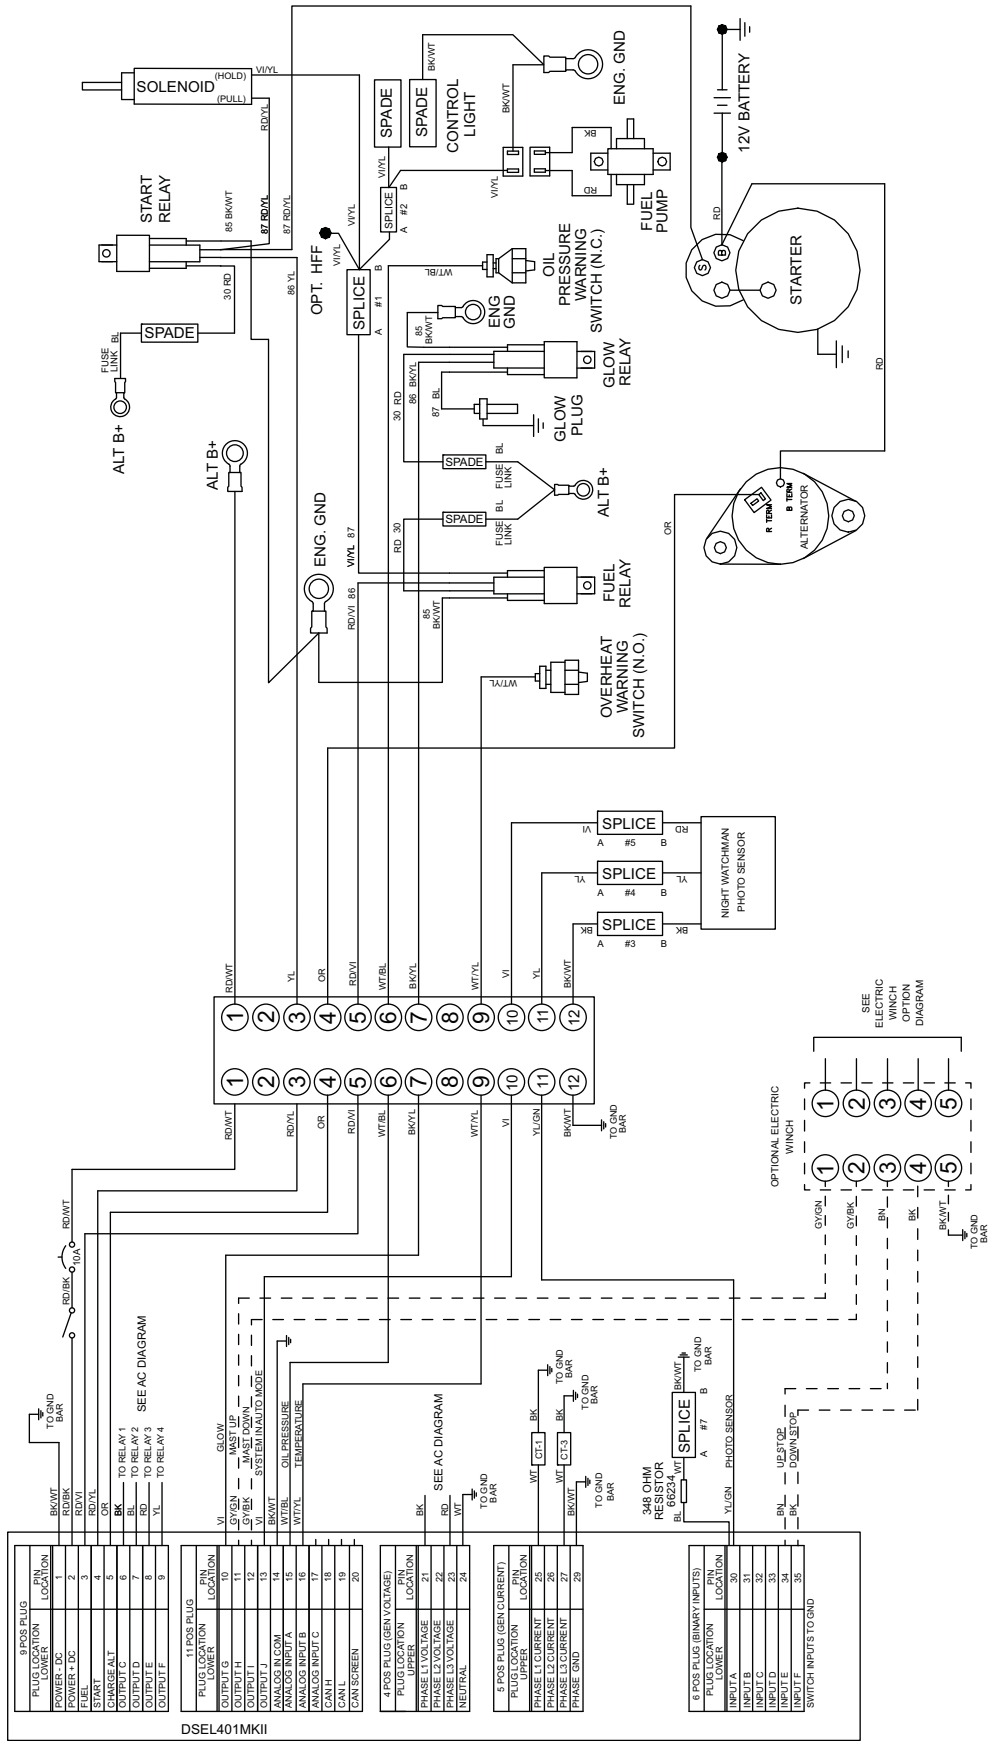 SOLENOID
(HOLD)
(PULL)
VI/YL
RD/YL
START
RELAY
85 BK/WT
87 RD/YL
87 RD/YL
86 YL
30 RD
SPADE
FUSE
LINK
BL
ALT B+
ALT B+
ENG. GND
OPT. HFF
VI/YL
VI/YL
SPLICE
A
#1
B
SPLICE
A
#2
B
VI/YL
SPADE
SPADE
BK/WT
CONTROL
LIGHT
BK/WT
ENG. GND
VI/YL
BK
RD
FUEL
PUMP
WT/BL
OIL
PRESSURE
WARNING
SWITCH (N.C.)
85
BK/WT
ENG
GND
30 RD
86 BK/YL
87 BL
GLOW
RELAY
GLOW
PLUG
SPADE
FUSE
LINK
BL
SPADE
FUSE
LINK
BL
ALT B+
RD 30
VI/YL 87
RD/VI 86
85
BK/WT
FUEL
RELAY
WT/YL
OVERHEAT
WARNING
SWITCH (N.O.)
12V BATTERY
RD
S
B
STARTER
RD
OR
R TERM
B TERM
ALTERNATOR
VI
A
SPLICE
#5
B
RD
YL
A
SPLICE
#4
B
YL
BK
A
SPLICE
#3
B
BK
NIGHT WATCHMAN
PHOTO SENSOR
RD/WT
YL
OR
RD/VI
WT/BL
BK/YL
WT/YL
VI
YL
BK/WT
1 2 3 4 5 6 7 8 9 10 11 12
1 2 3 4 5 6 7 8 9 10 11 12
RD/WT
RD/YL
OR
RD/VI
WT/BL
BK/YL
WT/YL
VI
YL/GN
BK/WT
TO GND
BAR
OPTIONAL ELECTRIC
WINCH
SEE
ELECTRIC
WINCH
OPTION
DIAGRAM
1 2 3 4 5
1 2 3 4 5
GY/GN
GY/BK
BN
BK
BK/WT
TO GND
BAR
RD/WT
10A
RD/BK
TO GND
BAR
BK/WT
RD/BK
RD/VI
RD/YL
OR
BK
BL
RD
YL
TO RELAY 1
TO RELAY 2
TO RELAY 3
TO RELAY 4
SEE AC DIAGRAM
VI
GY/GN
GY/BK
VI
BK/WT
WT/BL
WT/YL
GLOW
MAST UP
MAST DOWN
SYSTEM IN AUTO MODE
OIL PRESSURE
TEMPERATURE
BK
RD
WT
SEE AC DIAGRAM
TO GND
BAR
WT
CT-1
BK
TO GND
BAR
WT
CT-3
BK
TO GND
BAR
BK/WT
TO GND
BAR
348 OHM
RESISTOR
66234
BL
WT
SPLICE
A
#7
B
BK/WT
TO GND
BAR
YL/GN
PHOTO SENSOR
BN
BK
UP STOP
DOWN STOP
9 POS PLUG
PLUG LOCATION
LOWER
PIN
LOCATION
POWER - DC 1
POWER + DC 2
FUEL 3
START 4
CHARGE ALT. 5
OUTPUT C 6
OUTPUT D 7
OUTPUT E 8
OUTPUT F 9
11 POS PLUG
PLUG LOCATION
LOWER
PIN
LOCATION
OUTPUT G 10
OUTPUT H 11
OUTPUT I 12
OUTPUT J 13
ANALOG IN COM 14
ANALOG INPUT A 15
ANALOG INPUT B 16
ANALOG INPUT C 17
CAN H 18
CAN L 19
CAN SCREEN 20
4 POS PLUG (GEN VOLTAGE)
PLUG LOCATION
UPPER
PIN
LOCATION
PHASE L1 VOLTAGE 21
PHASE L2 VOLTAGE 22
PHASE L3 VOLTAGE 23
NEUTRAL 24
5 POS PLUG (GEN CURRENT)
PLUG LOCATION
UPPER
PIN
LOCATION
PHASE L1 CURRENT 25
PHASE L2 CURRENT 26
PHASE L3 CURRENT 27
PHASE GND 29
6 POS PLUG (BINARY INPUTS)
PLUG LOCATION
LOWER
PIN
LOCATION
INPUT A 30
INPUT B 31
INPUT C 32
INPUT D 33
INPUT E 34
INPUT F 35
SWITCH INPUTS TO GND
DSEL401MKII